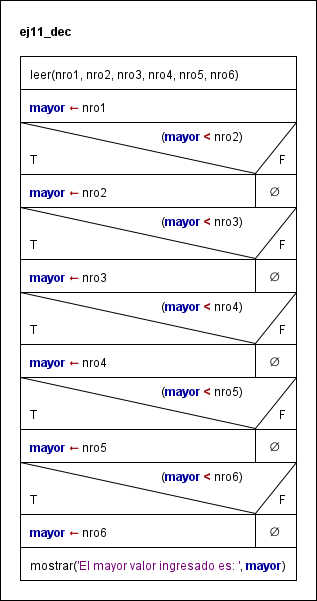 ej11_dec
leer(nro1, nro2, nro3, nro4, nro5, nro6)
mayor ← nro1
(mayor < nro2)
T F
mayor ← nro2 ∅
(mayor < nro3)
T F
mayor ← nro3 ∅
(mayor < nro4)
T F
mayor ← nro4 ∅
(mayor < nro5)
T F
mayor ← nro5 ∅
(mayor < nro6)
T F
mayor ← nro6 ∅
mostrar('El mayor valor ingresado es: ', mayor)